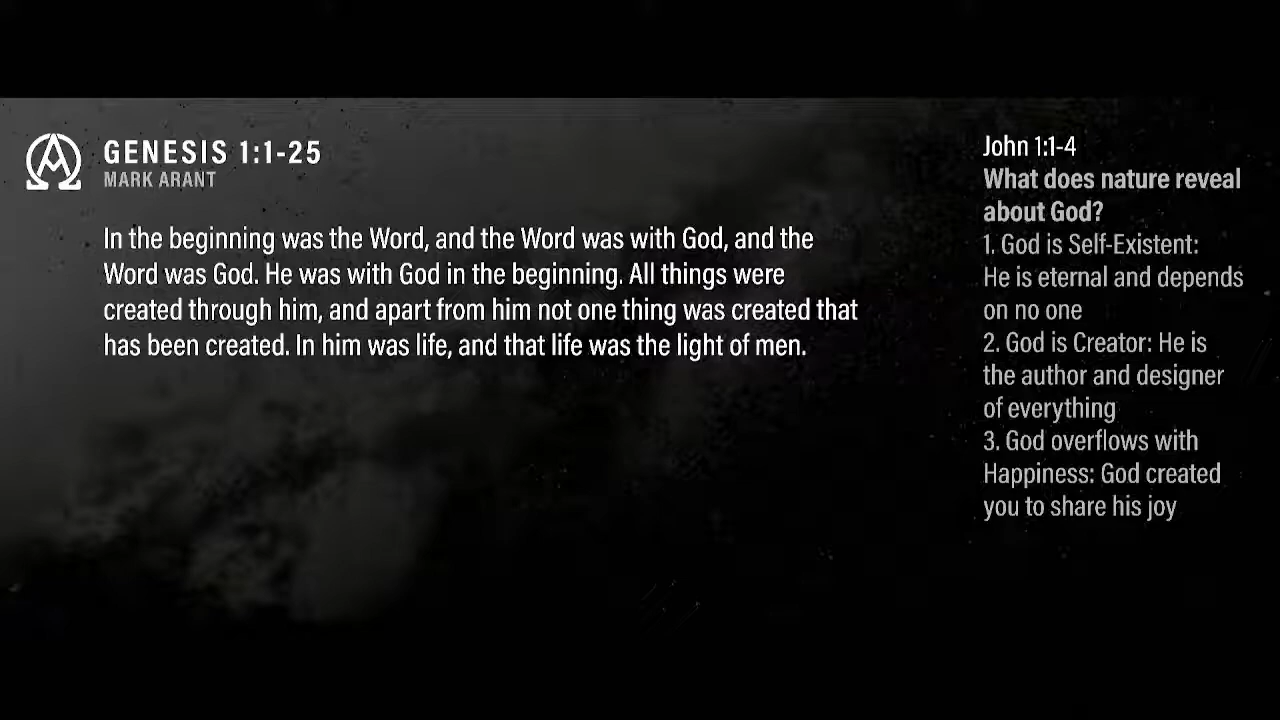 GENESIS 1:1-25
MARK ARANT
In the beginning was the Word, and the Word was with God, and the
Word was God. He was with God in the beginning. All things were
created through him, and apart from him not one thing was created that
has been created. In him was life, and that life was the light of men.
John 1:1-4
What does nature reveal
about God?
1. God is Self-Existent:
He is eternal and depends
on no one
2. God is Creator: He is
the author and designer
of everything
3. God overflows with
Happiness: God created
you to share his joy